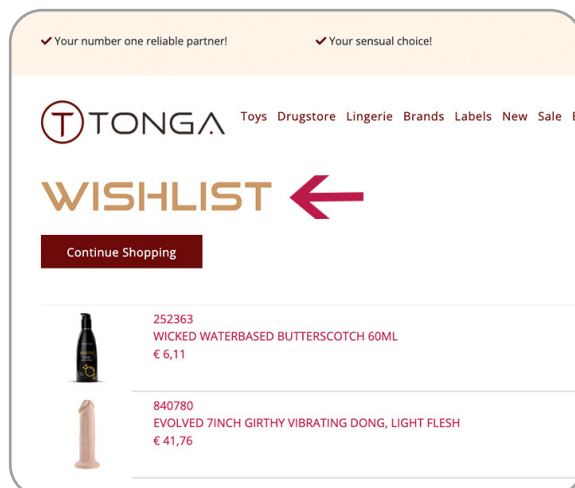 Your number one reliable partner!
Your sensual choice!
TONGA
Toys Drugstore Lingerie Brands Labels New Sale
WISHLIST
Continue Shopping
252363
WICKED WATERBASED BUTTERSCOTCH 60ML
€ 6,11
840780
EVOLVED 7INCH GIRTHY VIBRATING DONG, LIGHT FLESH
€ 41,76